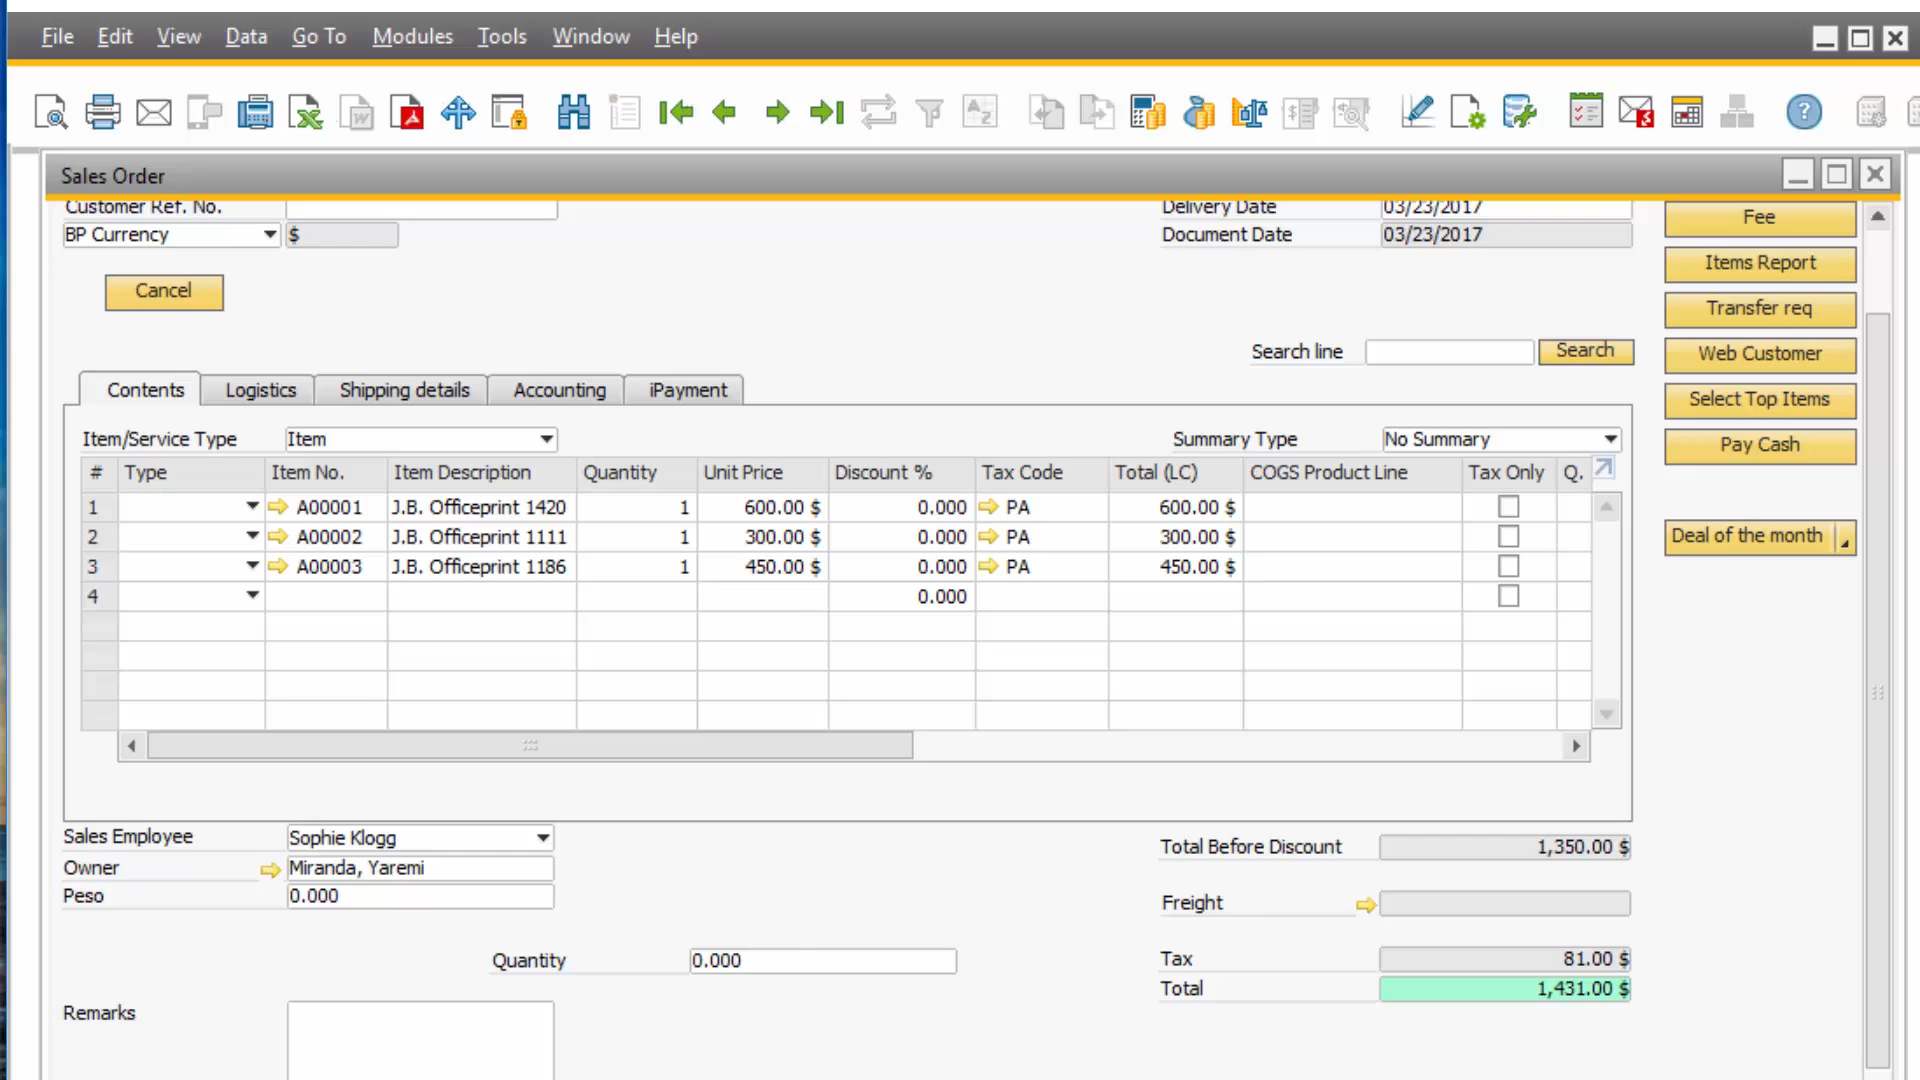 File Edit View Data Go To Modules Tools Window Help
Sales Order
Customer Ref. No.
Delivery Date 03/23/2017
BP Currency $
Document Date 03/23/2017
Fee
Items Report
Cancel
Transfer req
Search line Search
Web Customer
Contents Logistics Shipping details Accounting iPayment
Select Top Items
Item/Service Type Item
Summary Type No Summary
Pay Cash
# Type Item No. Item Description Quantity Unit Price Discount % Tax Code Total (LC) COGS Product Line Tax Only Q.
1 A00001 J.B. Officeprint 1420 1 600.00 $ 0.000 PA 600.00 $
2 A00002 J.B. Officeprint 1111 1 300.00 $ 0.000 PA 300.00 $
Deal of the month
3 A00003 J.B. Officeprint 1186 1 450.00 $ 0.000 PA 450.00 $
4 0.000
Sales Employee Sophie Klogg
Owner Miranda, Yaremi
Peso 0.000
Quantity 0.000
Remarks
Total Before Discount 1,350.00 $
Freight
Tax 81.00 $
Total 1,431.00 $